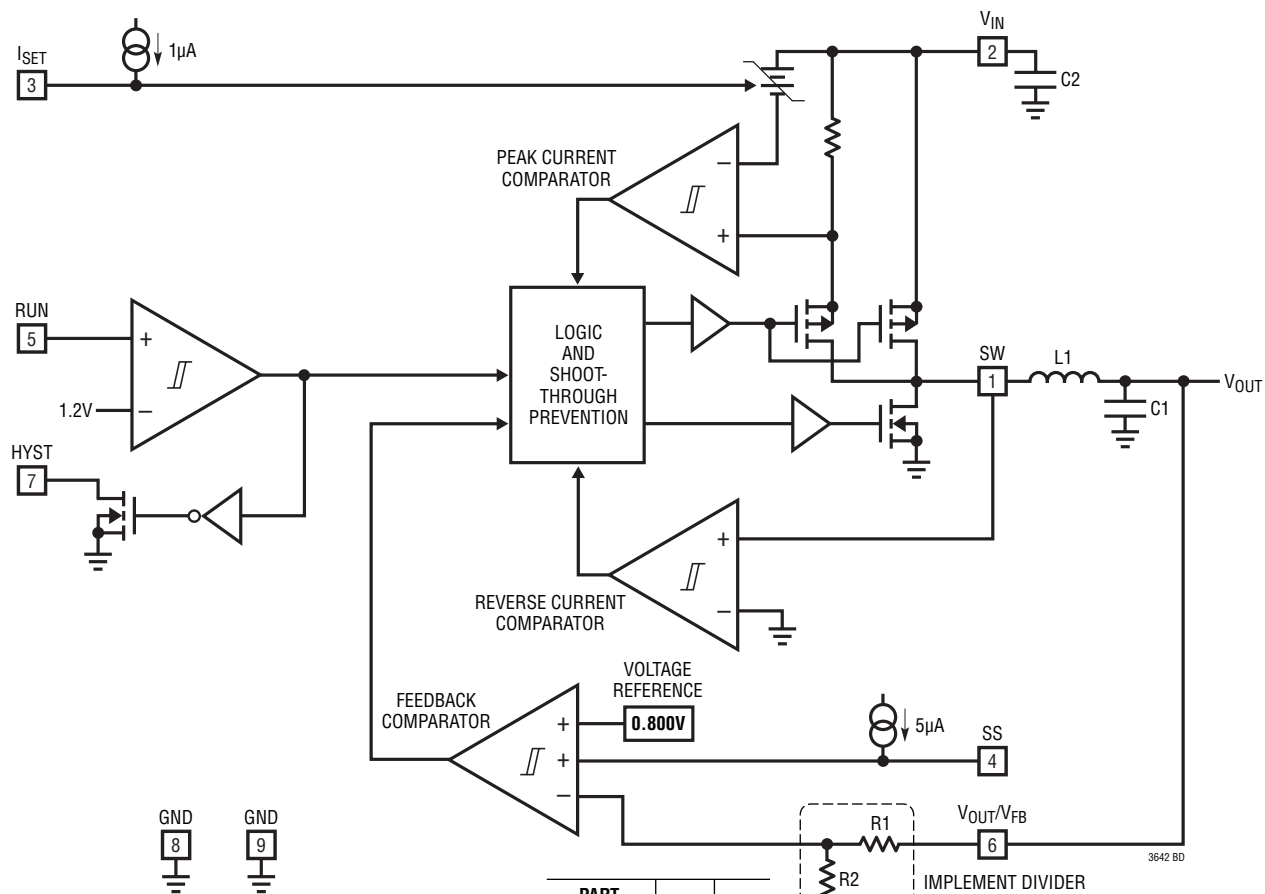 ISET
3
1µA
VIN
2
C2
PEAK CURRENT
COMPARATOR
−
+
RUN
5
+
1.2V
−
LOGIC
AND
SHOOT-
THROUGH
PREVENTION
SW
1
L1
VOUT
C1
HYST
7
+
REVERSE CURRENT
COMPARATOR
−
VOLTAGE
REFERENCE
0.800V
FEEDBACK
COMPARATOR
+
+
−
5µA
SS
4
GND
8
GND
9
VOUT/VFB
6
R1
R2
3642 BD
PART
IMPLEMENT DIVIDER